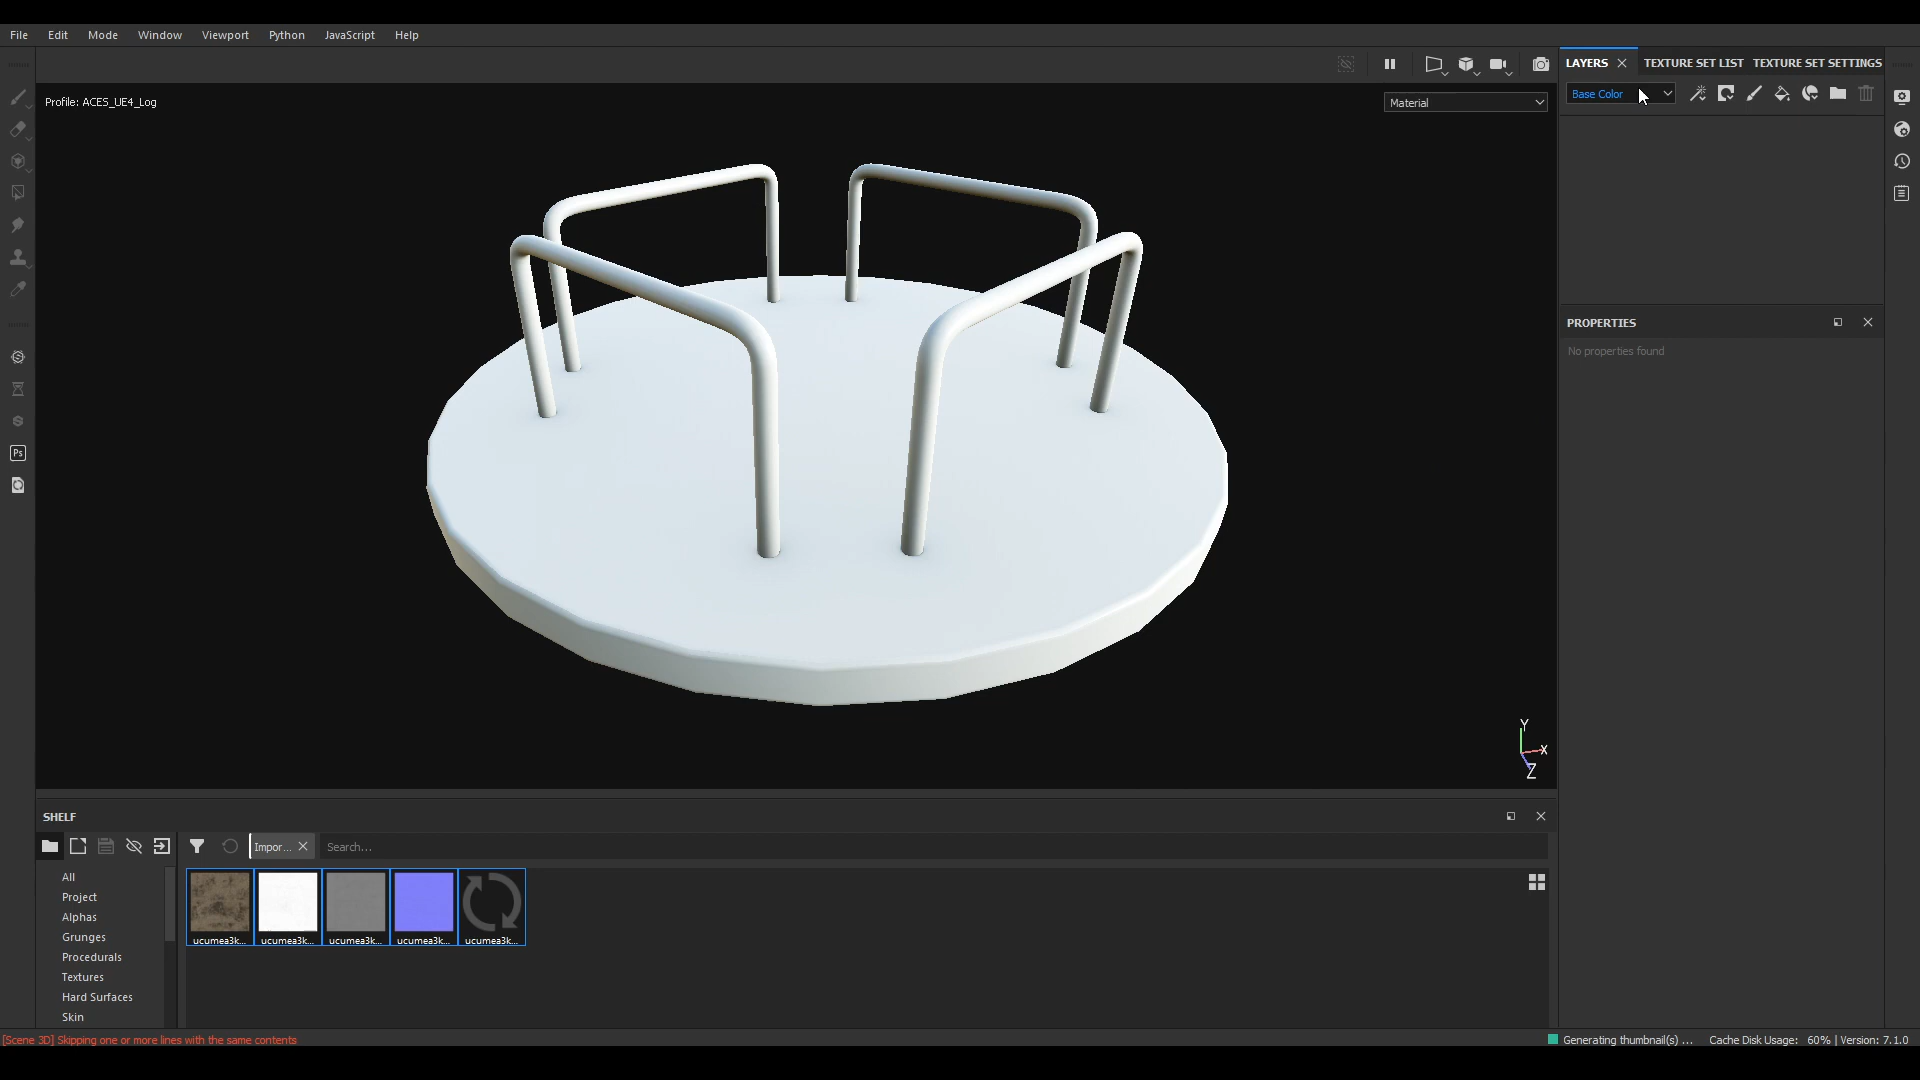 File Edit Mode Window Viewport Python JavaScript Help
LAYERS TEXTURE SET LIST TEXTURE SET SETTINGS
Profile: ACES_UE4_Log
Material
Base Color
PROPERTIES
No properties found
Y
X
Z
SHELF
Impor... Search...
All
Project
Alphas
Grunges
Procedurals
Textures
Hard Surfaces
Skin
ucumea3k... ucumea3k... ucumea3k... ucumea3k... ucumea3k...
Ps
[Scene 3D] Skipping one or more lines with the same contents
Generating thumbnail(s) ... Cache Disk Usage: 60% | Version: 7.1.0